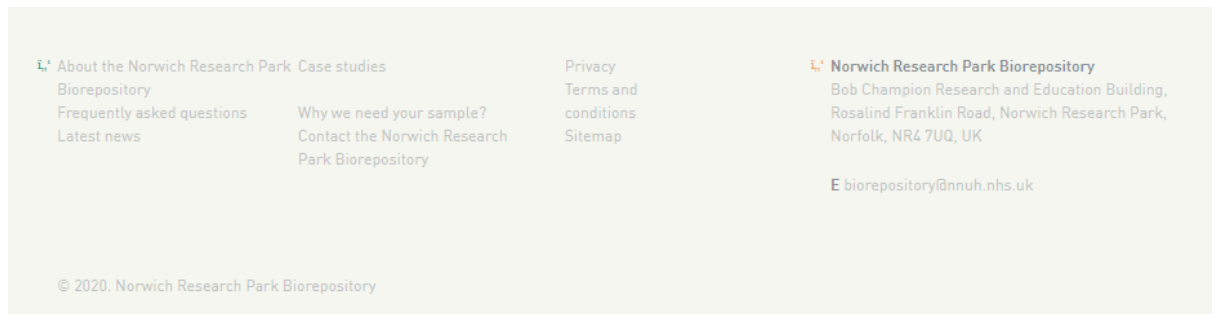 About the Norwich Research Park
Biorepository
Frequently asked questions
Latest news
Case studies
Why we need your sample?
Contact the Norwich Research
Park Biorepository
Privacy
Terms and
conditions
Sitemap
Norwich Research Park Biorepository
Bob Champion Research and Education Building,
Rosalind Franklin Road, Norwich Research Park,
Norfolk, NR4 7UQ, UK
E biorepository@nnuh.nhs.uk
© 2020. Norwich Research Park Biorepository